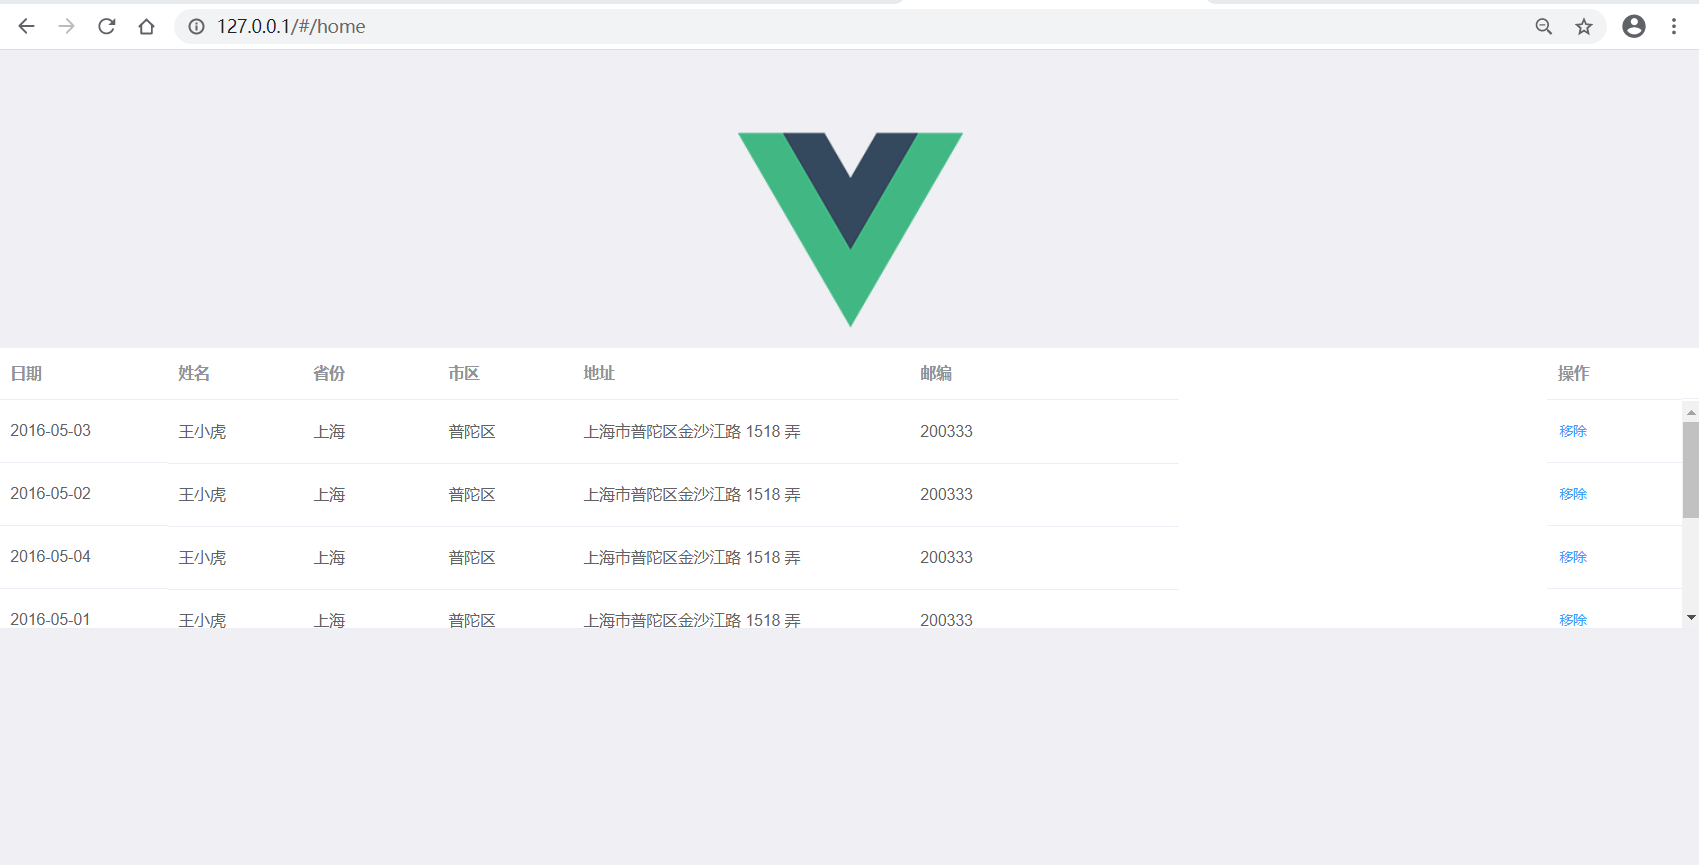 127.0.0.1/#/home
日期 姓名 省份 市区 地址 邮编 操作
2016-05-03 王小虎 上海 普陀区 上海市普陀区金沙江路 1518 弄 200333 移除
2016-05-02 王小虎 上海 普陀区 上海市普陀区金沙江路 1518 弄 200333 移除
2016-05-04 王小虎 上海 普陀区 上海市普陀区金沙江路 1518 弄 200333 移除
2016-05-01 王小虎 上海 普陀区 上海市普陀区金沙江路 1518 弄 200333 移除